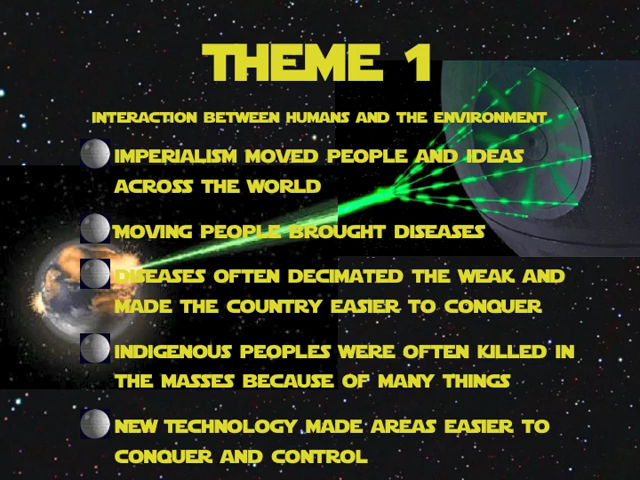 THEME 1
INTERACTION BETWEEN HUMANS AND THE ENVIRONMENT
IMPERIALISM MOVED PEOPLE AND IDEAS
ACROSS THE WORLD
MOVING PEOPLE BROUGHT DISEASES
DISEASES OFTEN DECIMATED THE WEAK AND
MADE THE COUNTRY EASIER TO CONQUER
INDIGENOUS PEOPLES WERE OFTEN KILLED IN
THE MASSES BECAUSE OF MANY THINGS
NEW TECHNOLOGY MADE AREAS EASIER TO
CONQUER AND CONTROL